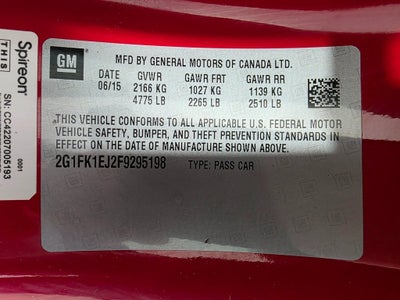 GM
MFD BY GENERAL MOTORS OF CANADA LTD.
DATE GVWR GAWR FRT GAWR RR
06/15 2166 KG 1027 KG 1139 KG
4775 LB 2265 LB 2510 LB
THIS VEHICLE CONFORMS TO ALL APPLICABLE U.S. FEDERAL MOTOR
VEHICLE SAFETY, BUMPER, AND THEFT PREVENTION STANDARDS IN
EFFECT ON THE DATE OF MANUFACTURE SHOWN ABOVE.
2G1FK1EJ2F9295198 TYPE: PASS CAR
Spireon
THIS
SN: CC42207005193
0001